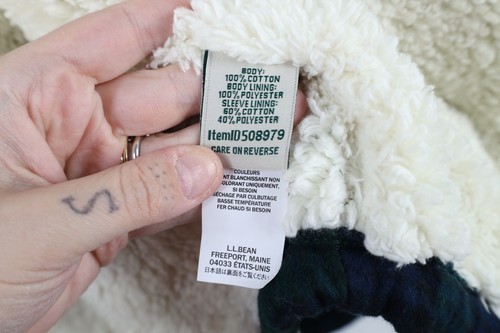 BODY:
100% COTTON
BODY LINING:
100% POLYESTER
SLEEVE LINING:
60% COTTON
40% POLYESTER
ItemID508979
CARE ON REVERSE
COULEURS
BLANCHISSANT NON
UNIQUEMENT,
SI BESOIN
PAR CULBUTAGE
BASSE TEMPÉRATURE
FER CHAUD SI BESOIN
L.L.BEAN
FREEPORT, MAINE
04033 ÉTATS-UNIS
日本語は裏面をご覧ください